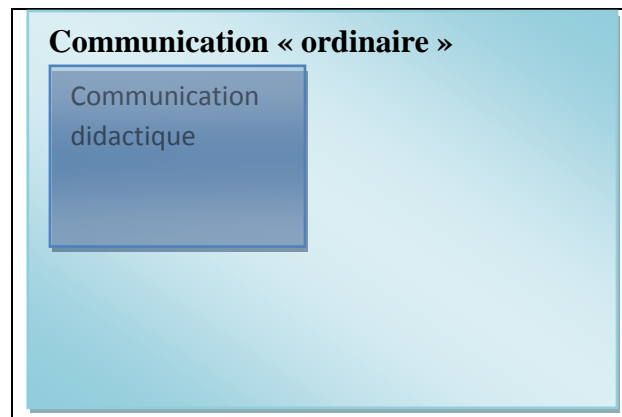 Communication « ordinaire »
Communication
didactique